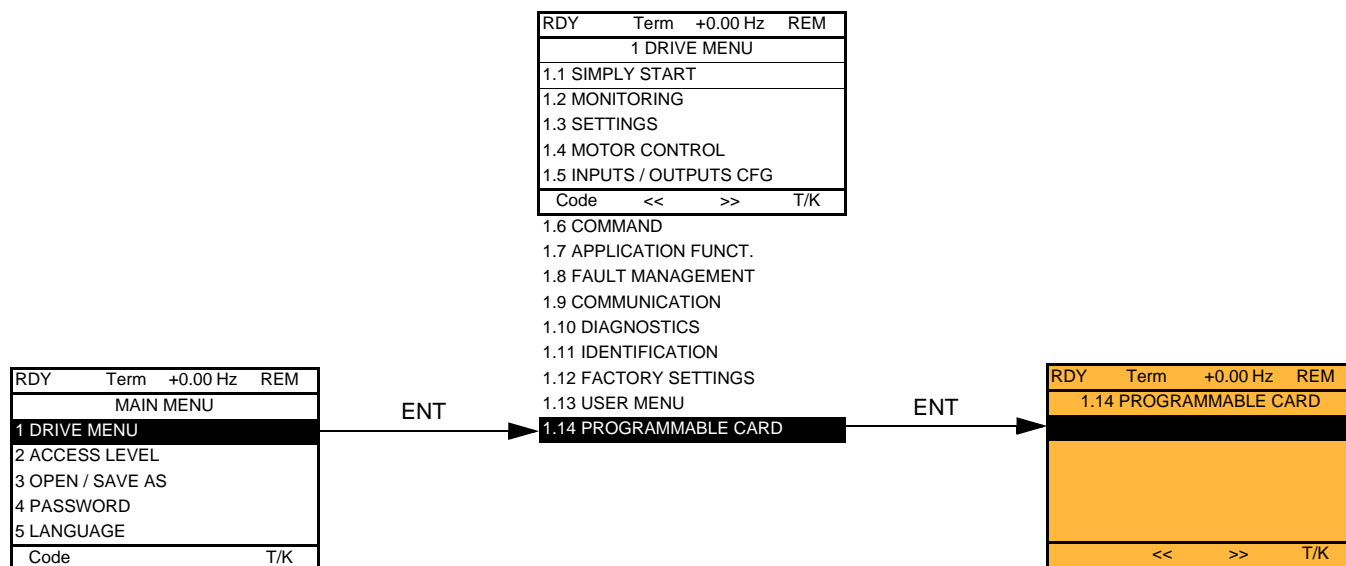 RDY Term +0.00 Hz REM
1 DRIVE MENU
1.1 SIMPLY START
1.2 MONITORING
1.3 SETTINGS
1.4 MOTOR CONTROL
1.5 INPUTS / OUTPUTS CFG
Code << >> T/K
1.6 COMMAND
1.7 APPLICATION FUNCT.
1.8 FAULT MANAGEMENT
1.9 COMMUNICATION
1.10 DIAGNOSTICS
1.11 IDENTIFICATION
1.12 FACTORY SETTINGS
1.13 USER MENU
1.14 PROGRAMMABLE CARD
RDY Term +0.00 Hz REM
MAIN MENU
1 DRIVE MENU
2 ACCESS LEVEL
3 OPEN / SAVE AS
4 PASSWORD
5 LANGUAGE
Code T/K
ENT
ENT
RDY Term +0.00 Hz REM
1.14 PROGRAMMABLE CARD
<< >> T/K